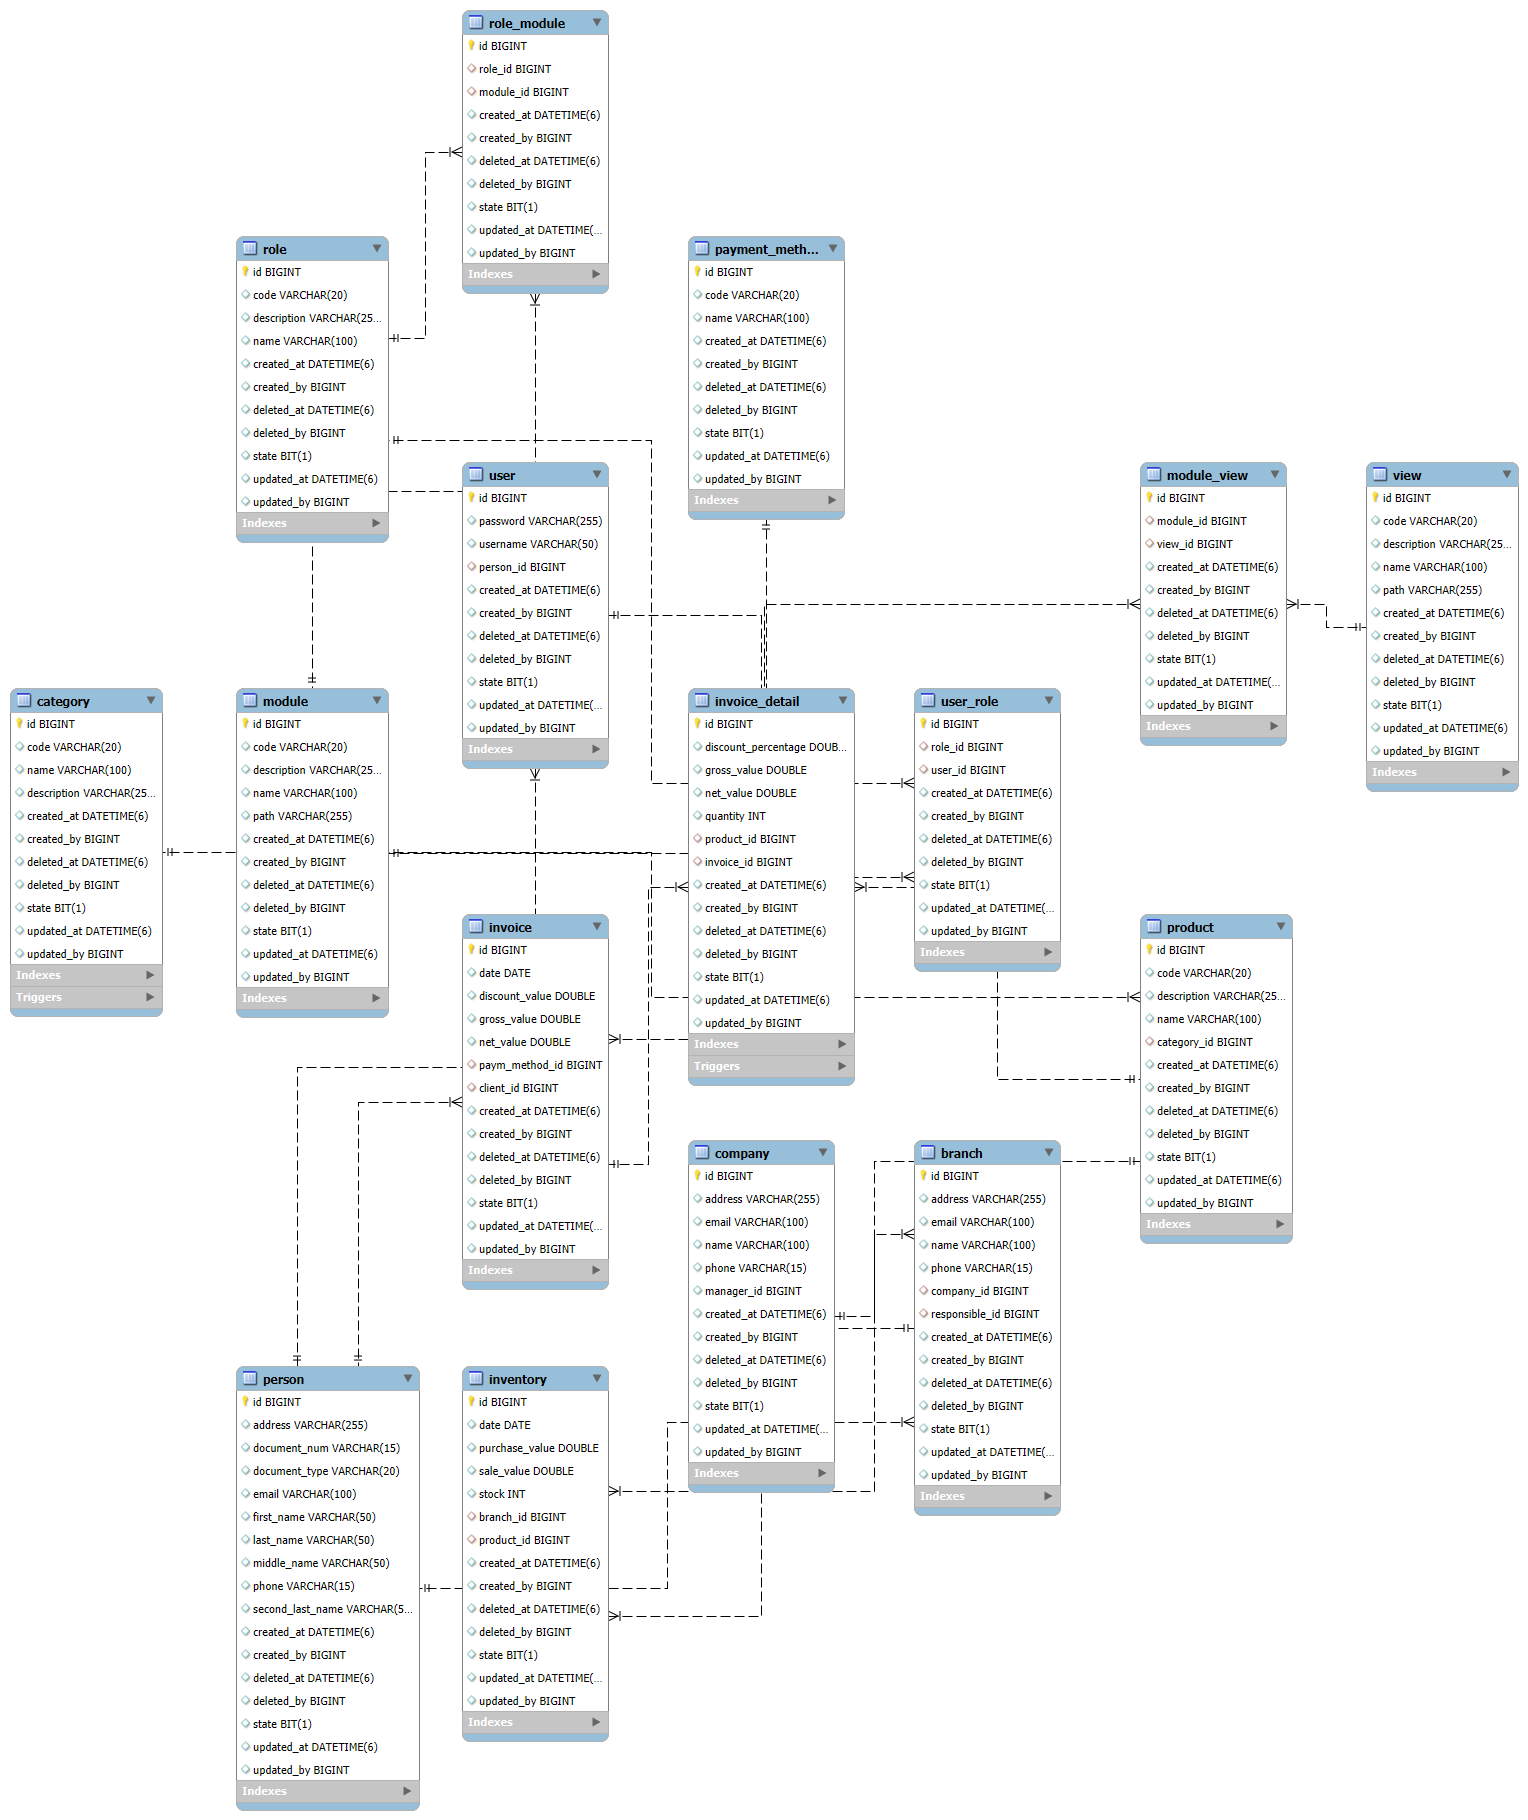 role_module
id BIGINT
role_id BIGINT
module_id BIGINT
created_at DATETIME(6)
created_by BIGINT
deleted_at DATETIME(6)
deleted_by BIGINT
state BIT(1)
updated_at DATETIME(...
updated_by BIGINT
Indexes
role
id BIGINT
code VARCHAR(20)
description VARCHAR(25...
name VARCHAR(100)
created_at DATETIME(6)
created_by BIGINT
deleted_at DATETIME(6)
deleted_by BIGINT
state BIT(1)
updated_at DATETIME(6)
updated_by BIGINT
Indexes
payment_meth...
id BIGINT
code VARCHAR(20)
name VARCHAR(100)
created_at DATETIME(6)
created_by BIGINT
deleted_at DATETIME(6)
deleted_by BIGINT
state BIT(1)
updated_at DATETIME(6)
updated_by BIGINT
Indexes
user
id BIGINT
password VARCHAR(255)
username VARCHAR(50)
person_id BIGINT
created_at DATETIME(6)
created_by BIGINT
deleted_at DATETIME(6)
deleted_by BIGINT
state BIT(1)
updated_at DATETIME(...
updated_by BIGINT
Indexes
module_view
id BIGINT
module_id BIGINT
view_id BIGINT
created_at DATETIME(6)
created_by BIGINT
deleted_at DATETIME(6)
deleted_by BIGINT
state BIT(1)
updated_at DATETIME(...
updated_by BIGINT
Indexes
view
id BIGINT
code VARCHAR(20)
description VARCHAR(25...
name VARCHAR(100)
path VARCHAR(255)
created_at DATETIME(6)
created_by BIGINT
deleted_at DATETIME(6)
deleted_by BIGINT
state BIT(1)
updated_at DATETIME(6)
updated_by BIGINT
Indexes
category
id BIGINT
code VARCHAR(20)
name VARCHAR(100)
description VARCHAR(25...
created_at DATETIME(6)
created_by BIGINT
deleted_at DATETIME(6)
deleted_by BIGINT
state BIT(1)
updated_at DATETIME(6)
updated_by BIGINT
Indexes
Triggers
module
id BIGINT
code VARCHAR(20)
description VARCHAR(25...
name VARCHAR(100)
path VARCHAR(255)
created_at DATETIME(6)
created_by BIGINT
deleted_at DATETIME(6)
deleted_by BIGINT
state BIT(1)
updated_at DATETIME(6)
updated_by BIGINT
Indexes
invoice_detail
id BIGINT
discount_percentage DOUB...
gross_value DOUBLE
net_value DOUBLE
quantity INT
product_id BIGINT
invoice_id BIGINT
created_at DATETIME(6)
created_by BIGINT
deleted_at DATETIME(6)
deleted_by BIGINT
state BIT(1)
updated_at DATETIME(6)
updated_by BIGINT
Indexes
Triggers
user_role
id BIGINT
role_id BIGINT
user_id BIGINT
created_at DATETIME(6)
created_by BIGINT
deleted_at DATETIME(6)
deleted_by BIGINT
state BIT(1)
updated_at DATETIME(...
updated_by BIGINT
Indexes
invoice
id BIGINT
date DATE
discount_value DOUBLE
gross_value DOUBLE
net_value DOUBLE
paym_method_id BIGINT
client_id BIGINT
created_at DATETIME(6)
created_by BIGINT
deleted_at DATETIME(6)
deleted_by BIGINT
state BIT(1)
updated_at DATETIME(...
updated_by BIGINT
Indexes
product
id BIGINT
code VARCHAR(20)
description VARCHAR(25...
name VARCHAR(100)
category_id BIGINT
created_at DATETIME(6)
created_by BIGINT
deleted_at DATETIME(6)
deleted_by BIGINT
state BIT(1)
updated_at DATETIME(6)
updated_by BIGINT
Indexes
company
id BIGINT
address VARCHAR(255)
email VARCHAR(100)
name VARCHAR(100)
phone VARCHAR(15)
manager_id BIGINT
created_at DATETIME(6)
created_by BIGINT
deleted_at DATETIME(6)
deleted_by BIGINT
state BIT(1)
updated_at DATETIME(...
updated_by BIGINT
Indexes
branch
id BIGINT
address VARCHAR(255)
email VARCHAR(100)
name VARCHAR(100)
phone VARCHAR(15)
company_id BIGINT
responsible_id BIGINT
created_at DATETIME(6)
created_by BIGINT
deleted_at DATETIME(6)
deleted_by BIGINT
state BIT(1)
updated_at DATETIME(...
updated_by BIGINT
Indexes
person
id BIGINT
address VARCHAR(255)
document_num VARCHAR(15)
document_type VARCHAR(20)
email VARCHAR(100)
first_name VARCHAR(50)
last_name VARCHAR(50)
middle_name VARCHAR(50)
phone VARCHAR(15)
second_last_name VARCHAR(5...
created_at DATETIME(6)
created_by BIGINT
deleted_at DATETIME(6)
deleted_by BIGINT
state BIT(1)
updated_at DATETIME(6)
updated_by BIGINT
Indexes
inventory
id BIGINT
date DATE
purchase_value DOUBLE
sale_value DOUBLE
stock INT
branch_id BIGINT
product_id BIGINT
created_at DATETIME(6)
created_by BIGINT
deleted_at DATETIME(6)
deleted_by BIGINT
state BIT(1)
updated_at DATETIME(...
updated_by BIGINT
Indexes